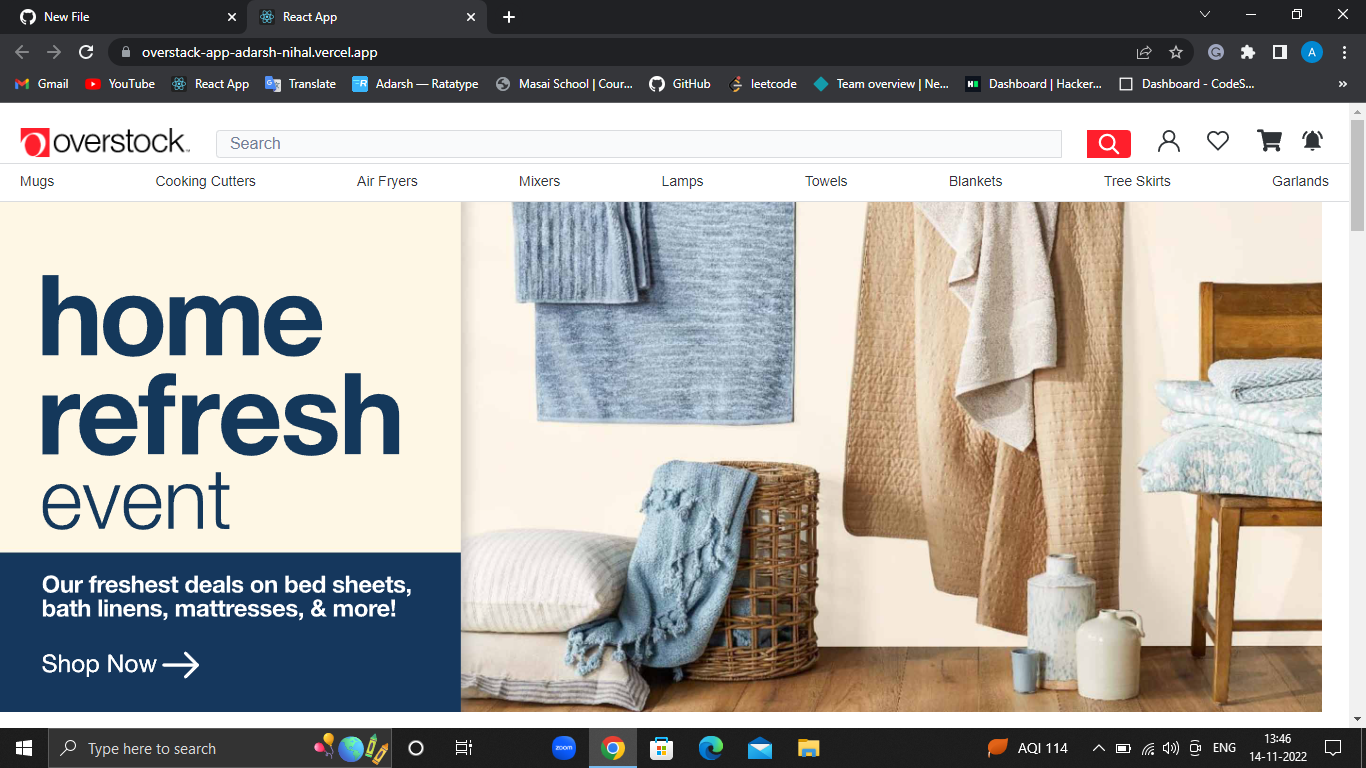 New File
React App
overstack-app-adarsh-nihal.vercel.app
A
Gmail
YouTube
React App
Translate
Adarsh — Ratatype
Masai School | Cour...
GitHub
leetcode
Team overview | Ne...
Dashboard | Hacker...
Dashboard - CodeS...
»
overstock™
Search
Mugs
Cooking Cutters
Air Fryers
Mixers
Lamps
Towels
Blankets
Tree Skirts
Garlands
home
refresh
event
Our freshest deals on bed sheets,
bath linens, mattresses, & more!
Shop Now
Type here to search
zoom
AQI 114
ENG
13:46
14-11-2022